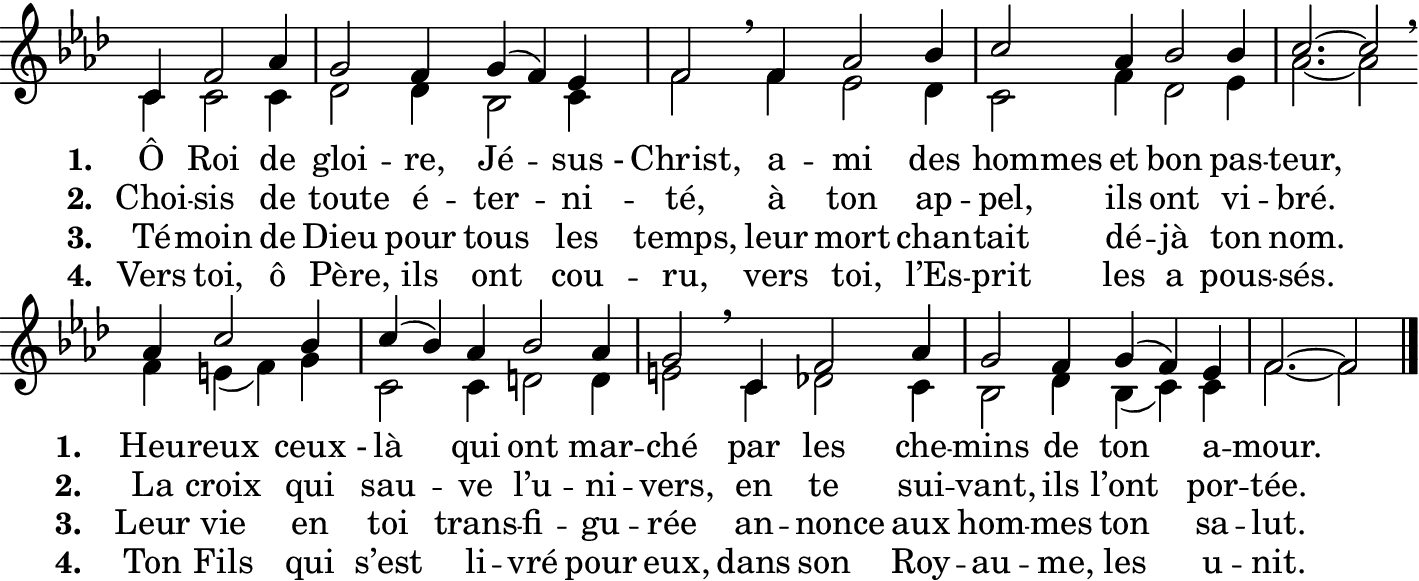 1. Ô Roi de gloi -- re, Jé -- sus - Christ, a -- mi des hommes et bon pas -- teur,
2. Choi -- sis de toute é -- ter -- ni -- té, à ton ap -- pel, ils ont vi -- bré.
3. Té -- moin de Dieu pour tous les temps, leur mort chan -- tait dé -- jà ton nom.
4. Vers toi, ô Père, ils ont cou -- ru, vers toi, l’Es -- prit les a pous -- sés.
1. Heu -- reux ceux - là qui ont mar -- ché par les che -- mins de ton a -- mour.
2. La croix qui sau -- ve l’u -- ni -- vers, en te sui -- vant, ils l’ont por -- tée.
3. Leur vie en toi trans -- fi -- gu -- rée an -- nonce aux hom -- mes ton sa -- lut.
4. Ton Fils qui s’est li -- vré pour eux, dans son Roy -- au -- me, les u -- nit.